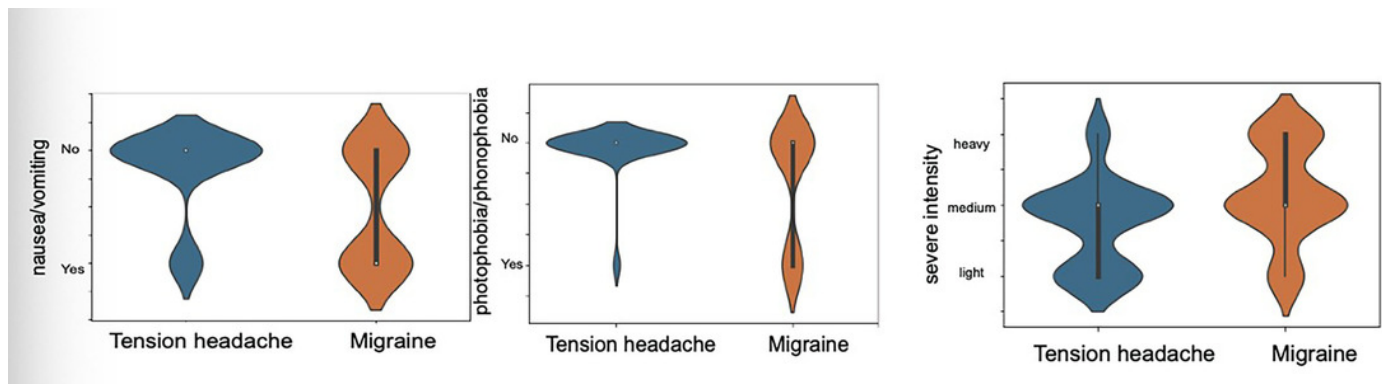 nausea/vomiting
No
Yes
Tension headache
Migraine
photophobia/phonophobia
No
Yes
Tension headache
Migraine
severe intensity
heavy
medium
light
Tension headache
Migraine